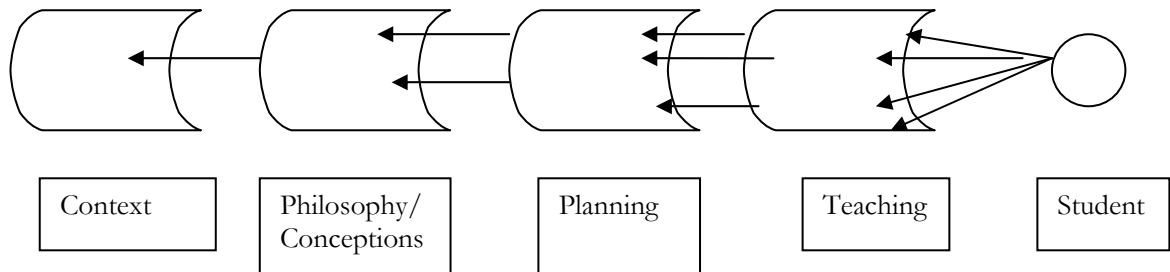 Context
Philosophy/
Conceptions
Planning
Teaching
Student